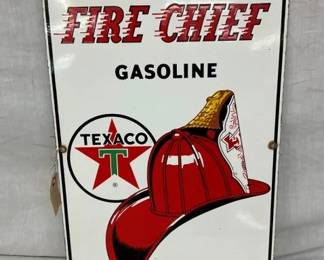 FIRE CHIEF
GASOLINE
TEXACO
T
®